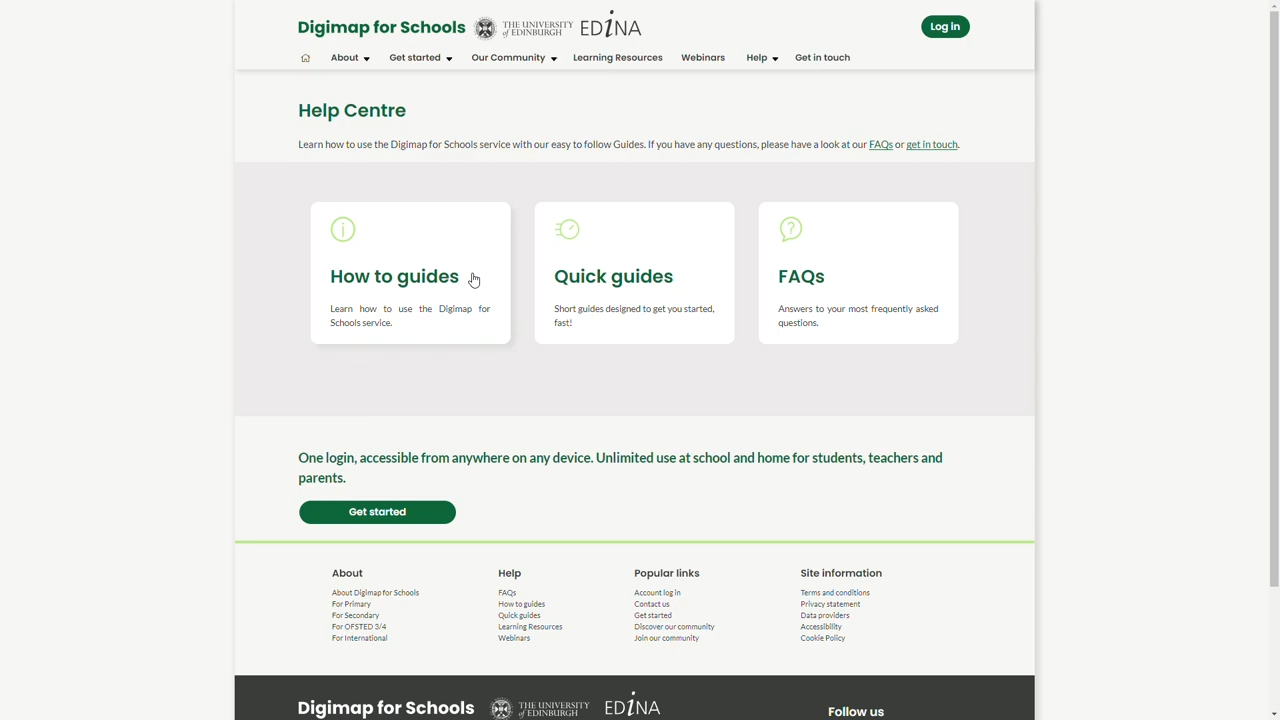 Digimap for Schools THE UNIVERSITY of EDINBURGH EDINA Log in
About Get started Our Community Learning Resources Webinars Help Get in touch
Help Centre
Learn how to use the Digimap for Schools service with our easy to follow Guides. If you have any questions, please have a look at our FAQs or get in touch.
How to guides
Learn how to use the Digimap for
Schools service.
Quick guides
Short guides designed to get you started,
fast!
FAQs
Answers to your most frequently asked
questions.
One login, accessible from anywhere on any device. Unlimited use at school and home for students, teachers and
parents.
Get started
About
About Digimap for Schools
For Primary
For Secondary
For OFSTED 3/4
For International
Help
FAQs
How to guides
Quick guides
Learning Resources
Webinars
Popular links
Account log in
Contact us
Get started
Discover our community
Join our community
Site information
Terms and conditions
Privacy statement
Data providers
Accessibility
Cookie Policy
Digimap for Schools THE UNIVERSITY of EDINBURGH EDINA Follow us